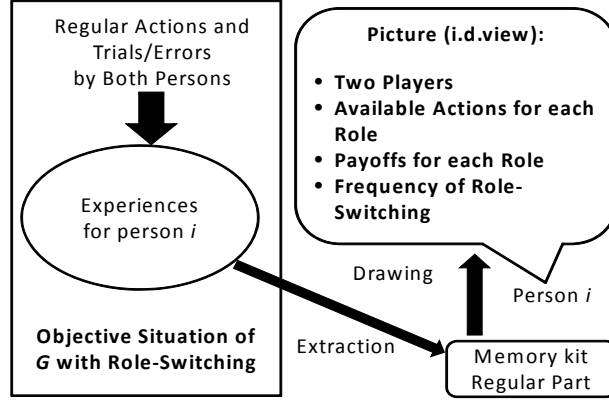 Regular Actions and
Trials/Errors
by Both Persons
Experiences
for person i
Objective Situation of
G with Role-Switching
Extraction
Picture (i.d.view):
• Two Players
• Available Actions for each
Role
• Payoffs for each Role
• Frequency of Role-
Switching
Drawing
Person i
Memory kit
Regular Part